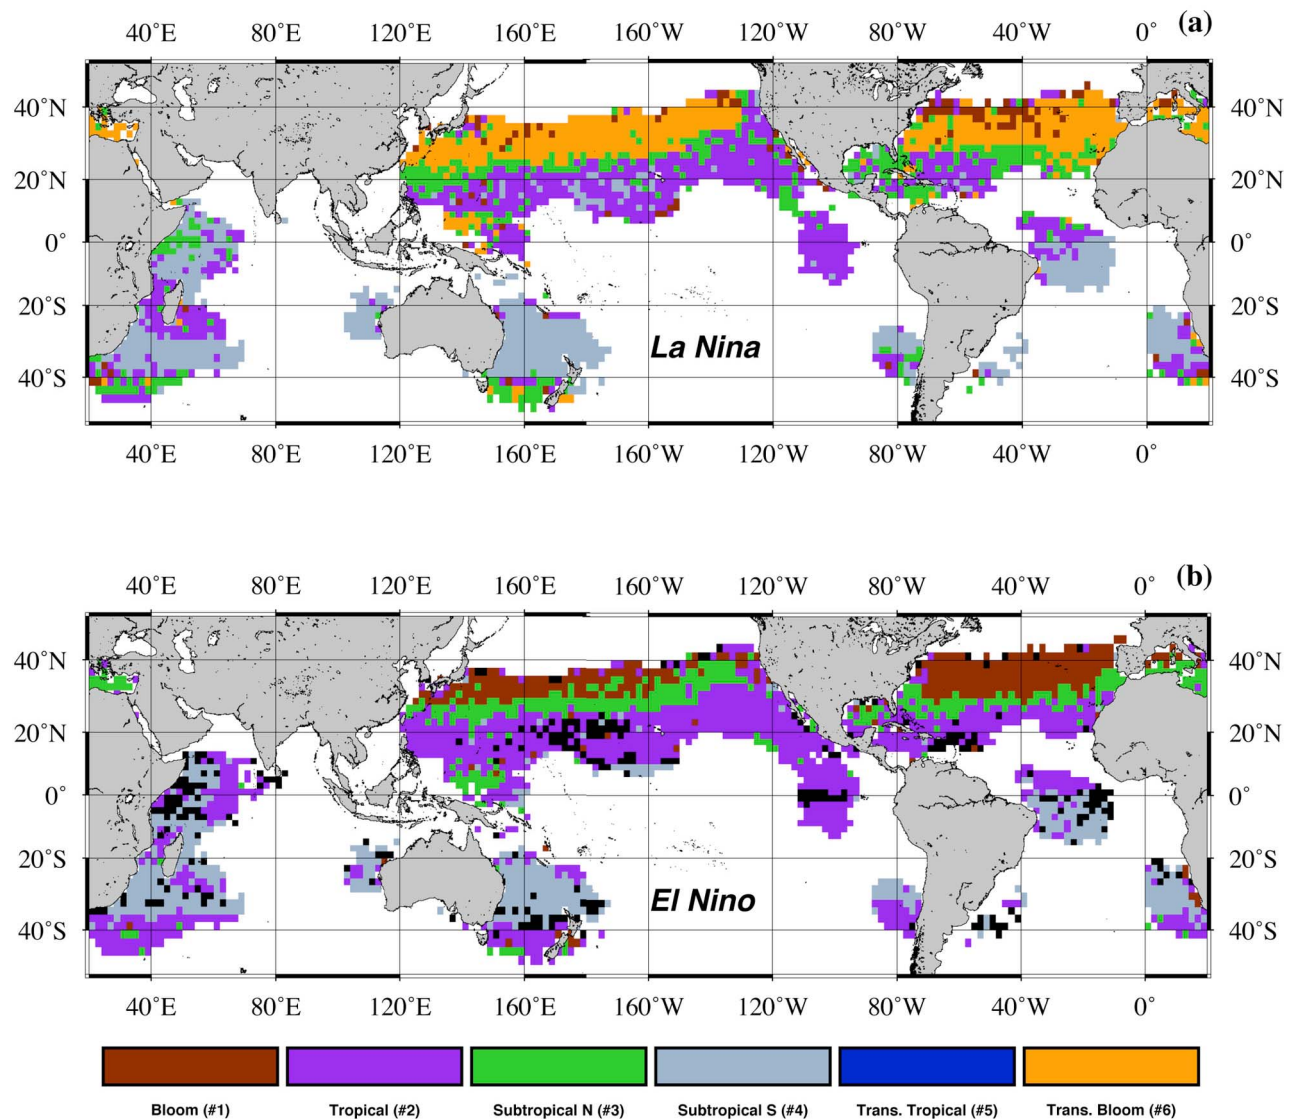 (a)
40°E 80°E 120°E 160°E 160°W 120°W 80°W 40°W 0°
40°N 40°N
20°N 20°N
0° 0°
20°S 20°S
La Nina
40°S 40°S
40°E 80°E 120°E 160°E 160°W 120°W 80°W 40°W 0°
(b)
40°E 80°E 120°E 160°E 160°W 120°W 80°W 40°W 0°
40°N 40°N
20°N 20°N
0° 0°
20°S 20°S
El Nino
40°S 40°S
40°E 80°E 120°E 160°E 160°W 120°W 80°W 40°W 0°
Bloom (#1) Tropical (#2) Subtropical N (#3) Subtropical S (#4) Trans. Tropical (#5) Trans. Bloom (#6)